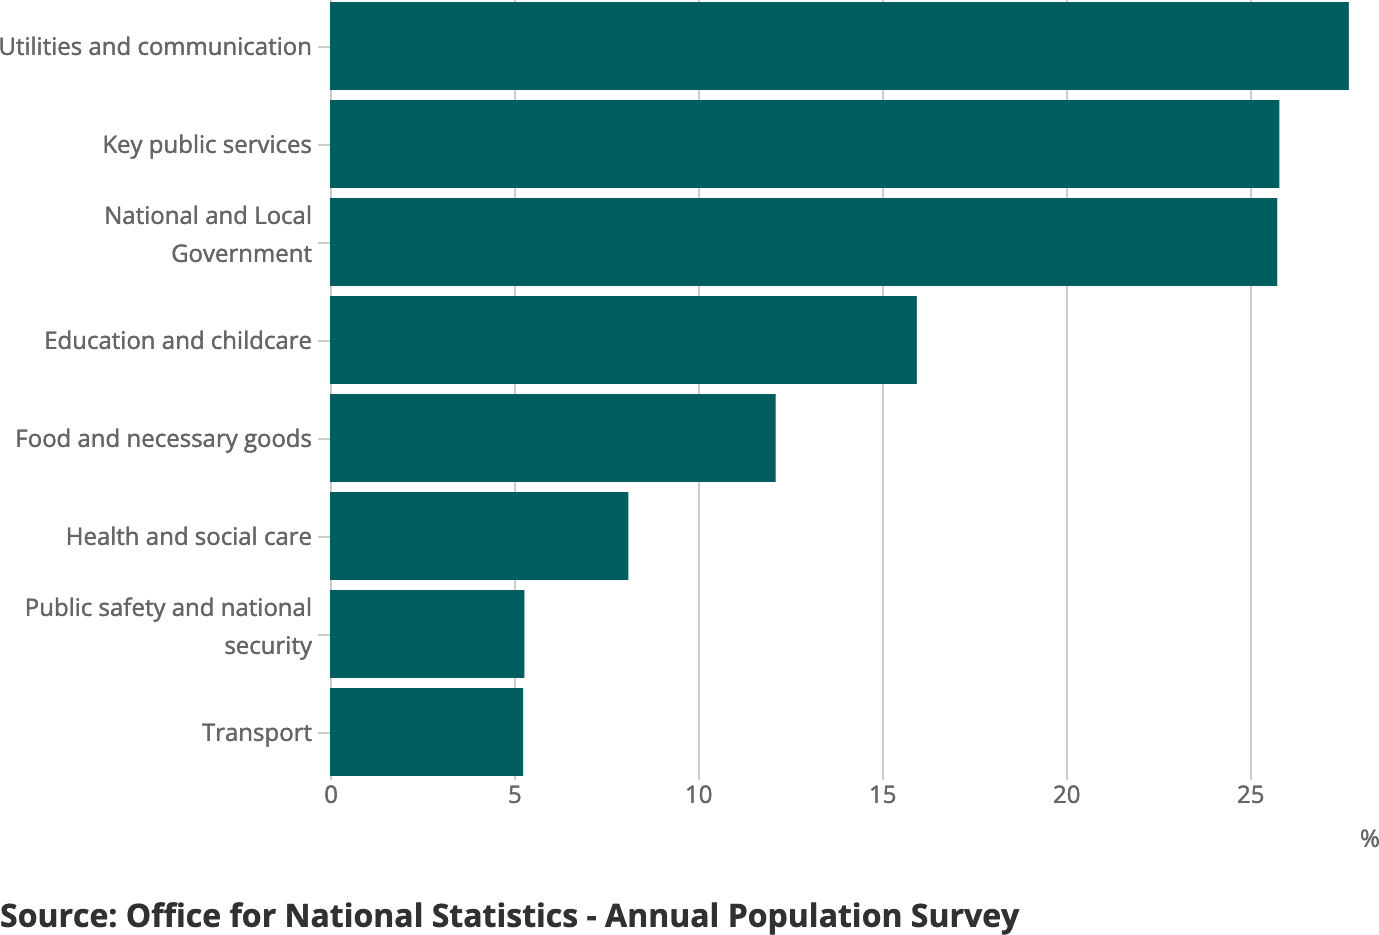 Utilities and communication
Key public services
National and Local
Government
Education and childcare
Food and necessary goods
Health and social care
Public safety and national
security
Transport
0 5 10 15 20 25
%
Source: Office for National Statistics - Annual Population Survey